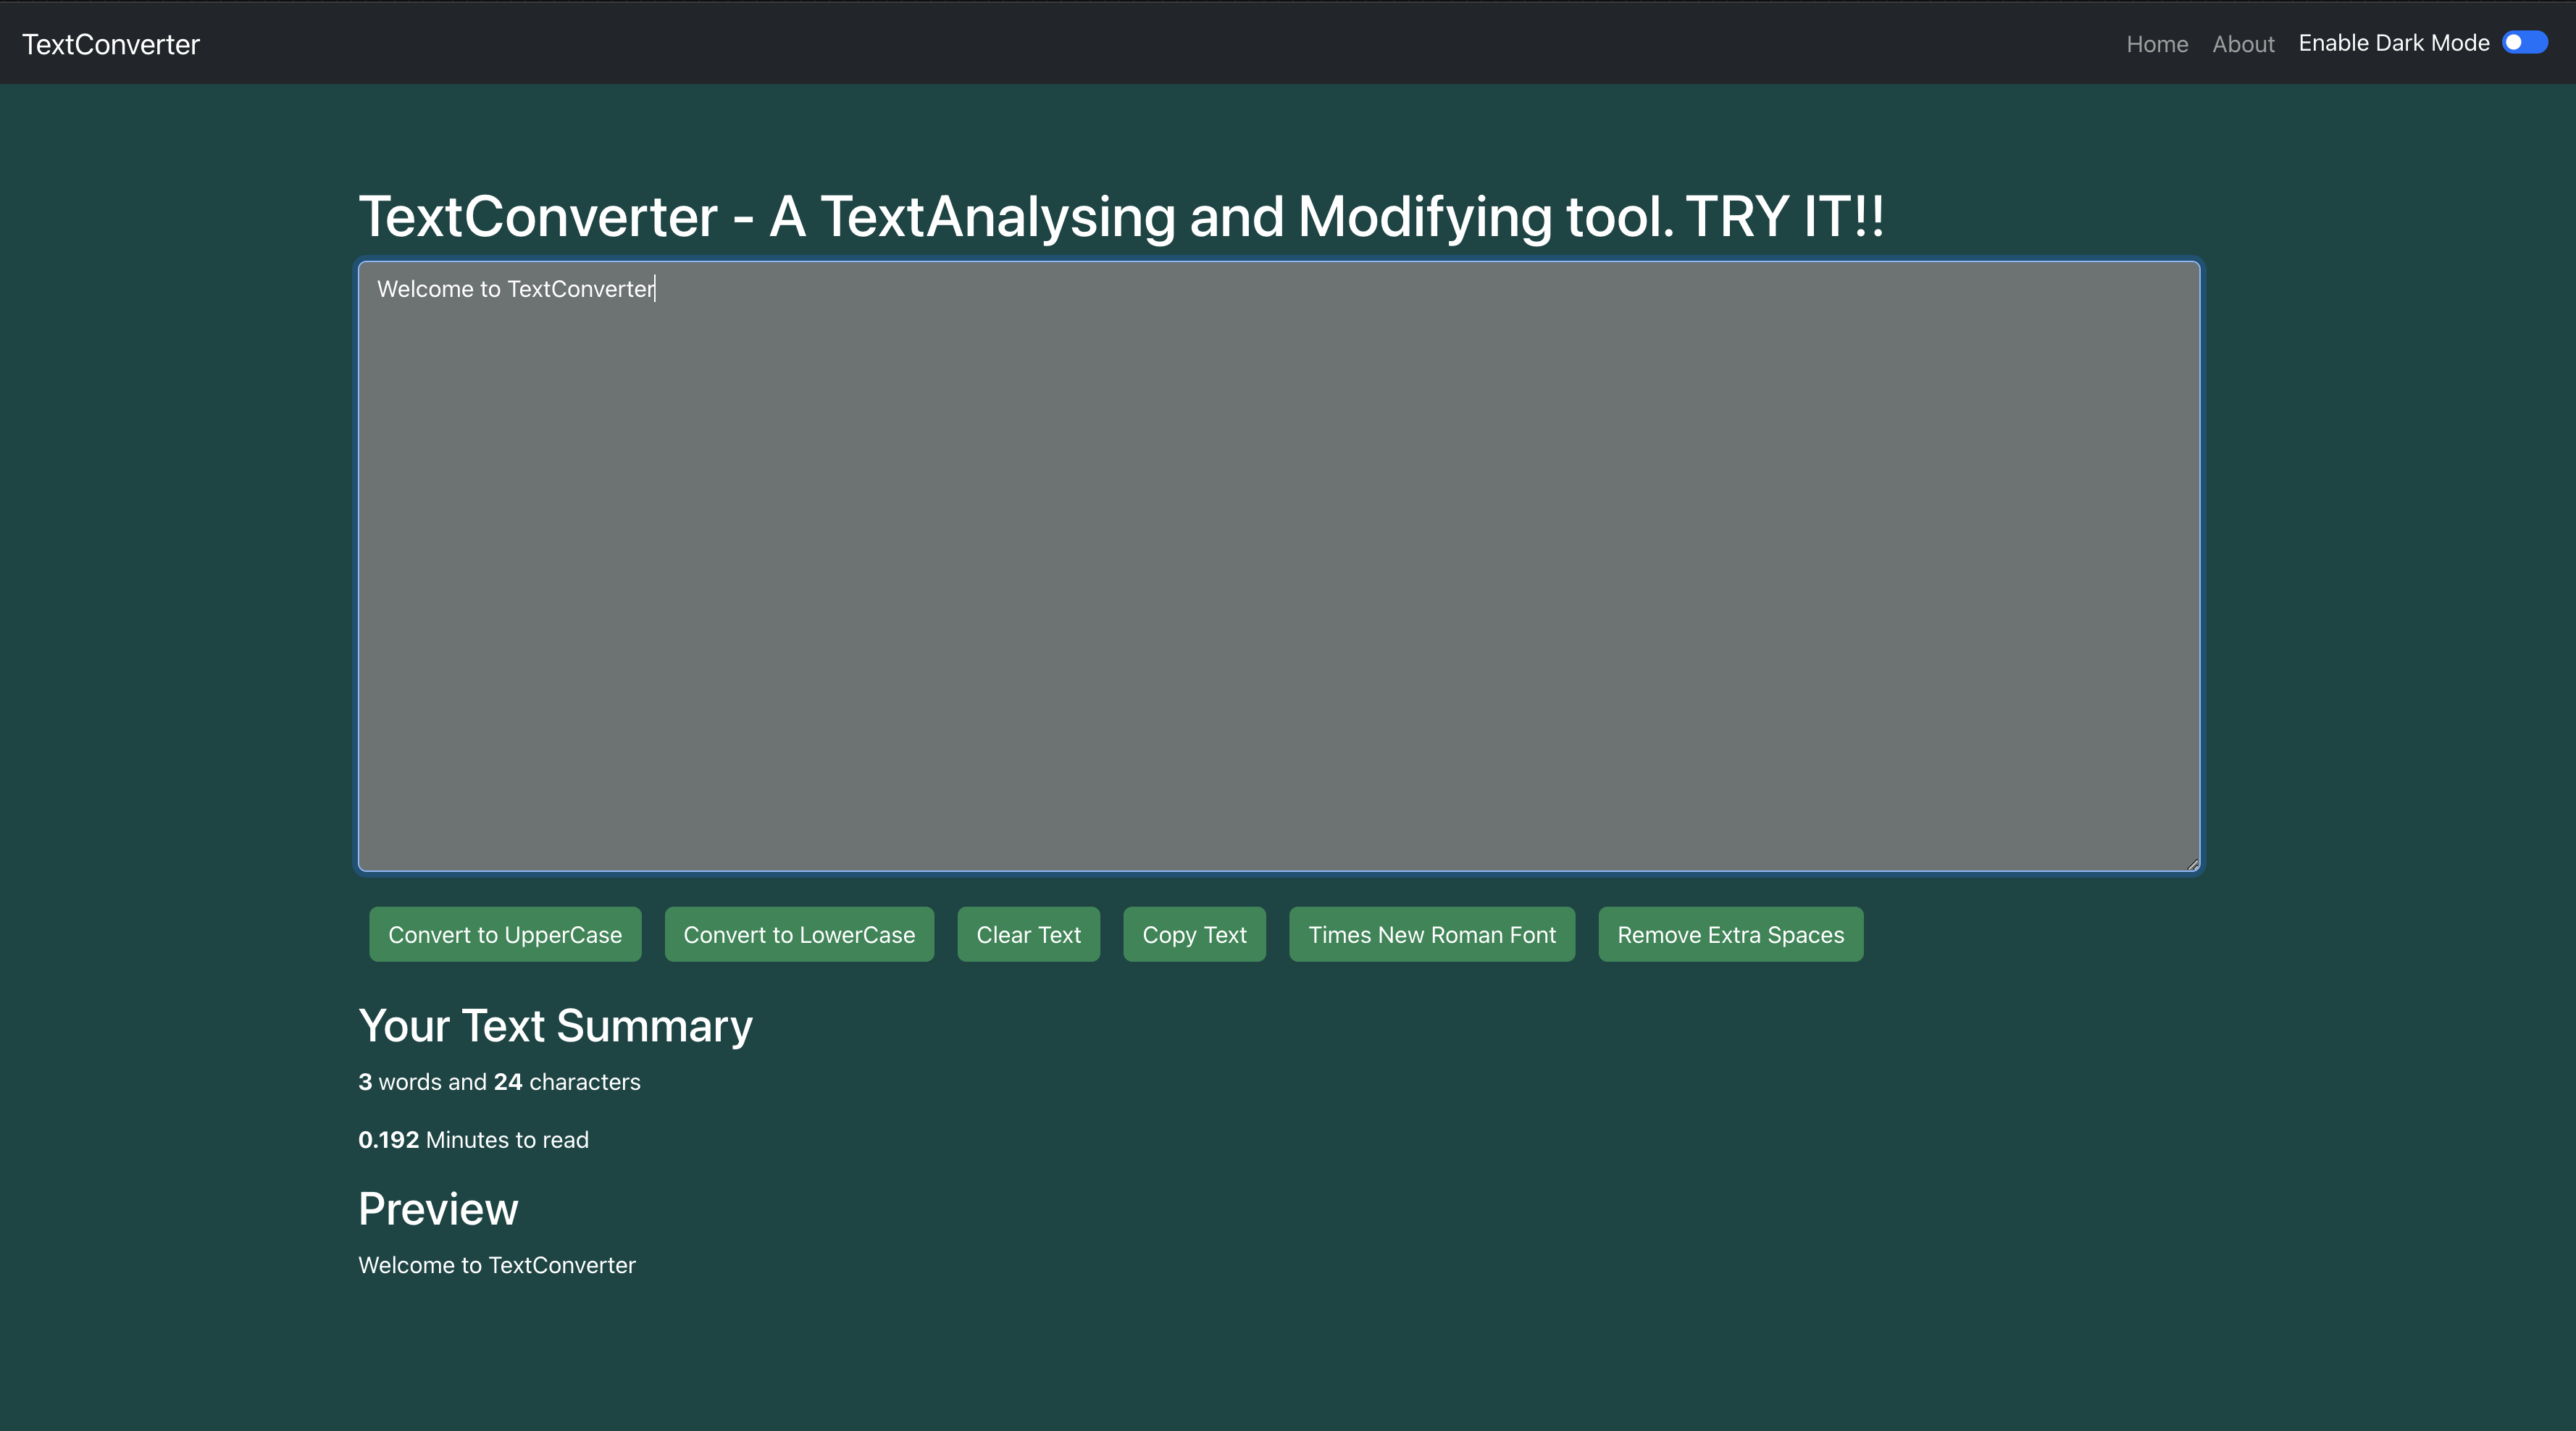 TextConverter
Home About Enable Dark Mode
TextConverter - A TextAnalysing and Modifying tool. TRY IT!!
Welcome to TextConverter
Convert to UpperCase Convert to LowerCase Clear Text Copy Text Times New Roman Font Remove Extra Spaces
Your Text Summary
3 words and 24 characters
0.192 Minutes to read
Preview
Welcome to TextConverter